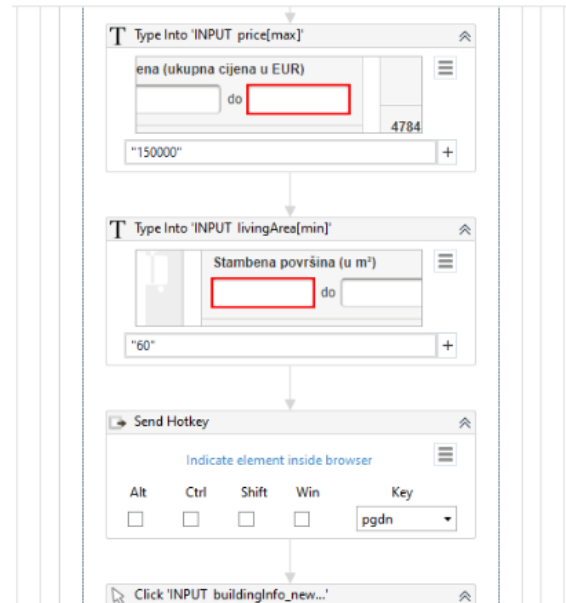 T Type Into 'INPUT price[max]'
ena (ukupna cijena u EUR)
do
4784
"150000"
+
T Type Into 'INPUT livingArea[min]'
Stambena površina (u m²)
do
"60"
+
Send Hotkey
Indicate element inside browser
Alt Ctrl Shift Win Key
pgdn
Click 'INPUT buildingInfo_new...'